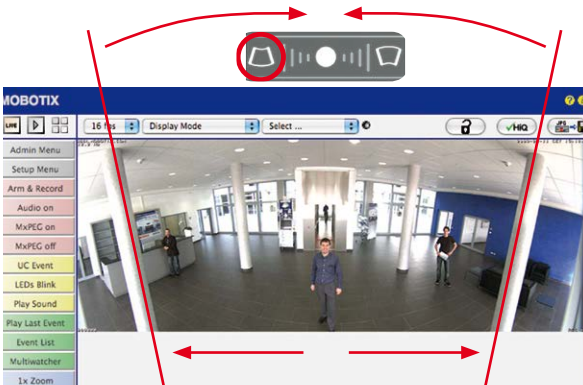 MOBOTIX
LIVE
16 fps
Display Mode
Select ...
HiQ
Admin Menu
Setup Menu
Arm & Record
Audio on
MxPEG on
MxPEG off
UC Event
LEDs Blink
Play Sound
Play Last Event
Event List
Multiwatcher
1x Zoom